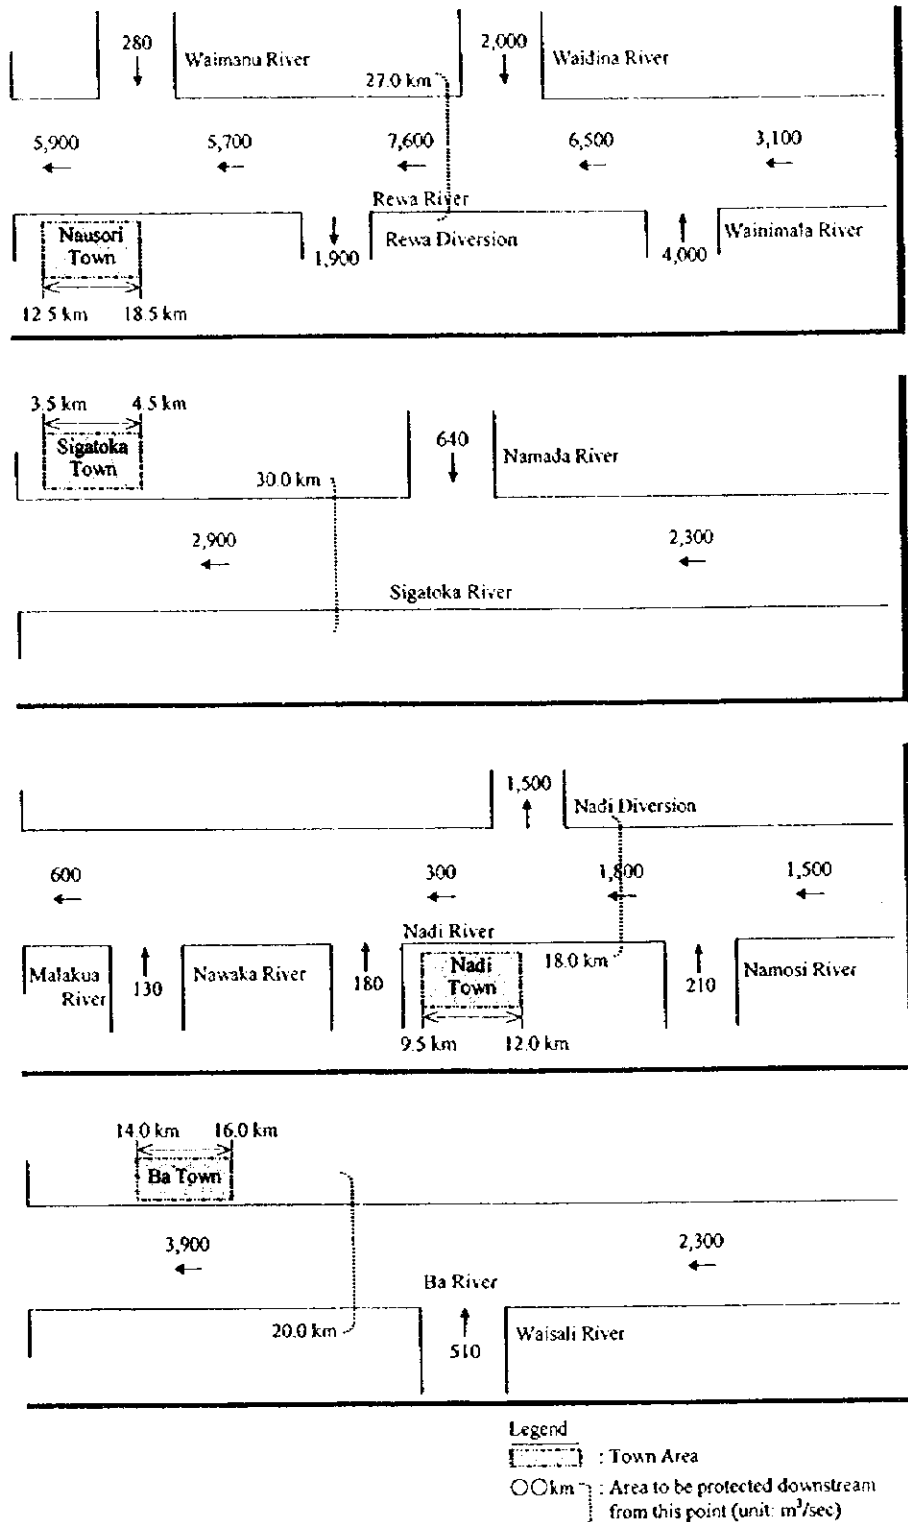 280
Waimanu River
2,000
Waidina River
27.0 km
5,900
5,700
7,600
6,500
3,100
Rewa River
Nausori
Town
1,900
Rewa Diversion
4,000
Wainimala River
12.5 km
18.5 km
3.5 km
4.5 km
Sigatoka
Town
640
Namada River
30.0 km
2,900
2,300
Sigatoka River
1,500
Nadi Diversion
600
300
1,800
1,500
Nadi River
Malakua
River
130
Nawaka River
180
Nadi
Town
18.0 km
210
Namosi River
9.5 km
12.0 km
14.0 km
16.0 km
Ba Town
3,900
2,300
Ba River
20.0 km
510
Waisali River
Legend
: Town Area
○○km : Area to be protected downstream
from this point (unit: m³/sec)